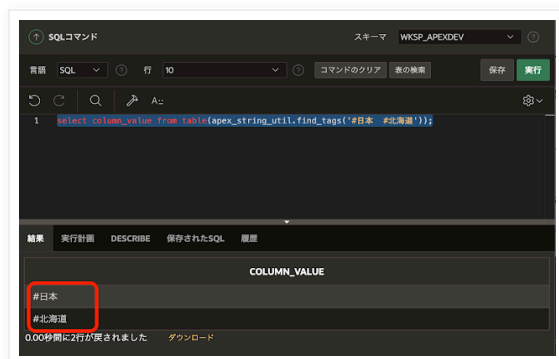 SQLコマンド スキーマ WKSP_APEXDEV
言語 SQL 行 10 コマンドのクリア 表の検索 保存 実行
A::
1 select column_value from table(apex_string_util.find_tags('#日本 #北海道'));
結果 実行計画 DESCRIBE 保存されたSQL 履歴
COLUMN_VALUE
#日本
#北海道
0.00秒間に2行が戻されました ダウンロード